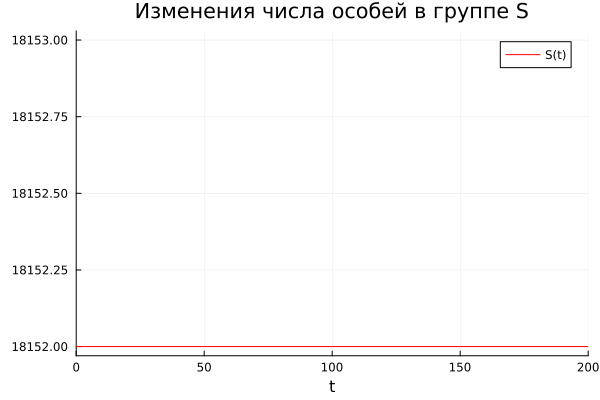 Изменения числа особей в группе S
18153.00
S(t)
18152.75
18152.50
18152.25
18152.00
0 50 100 150 200
t